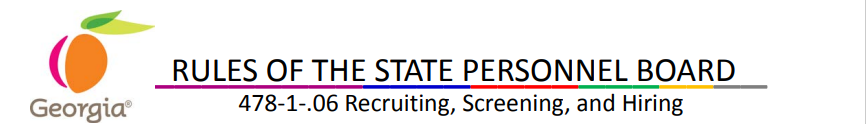 RULES OF THE STATE PERSONNEL BOARD
478-1-.06 Recruiting, Screening, and Hiring
Georgia®